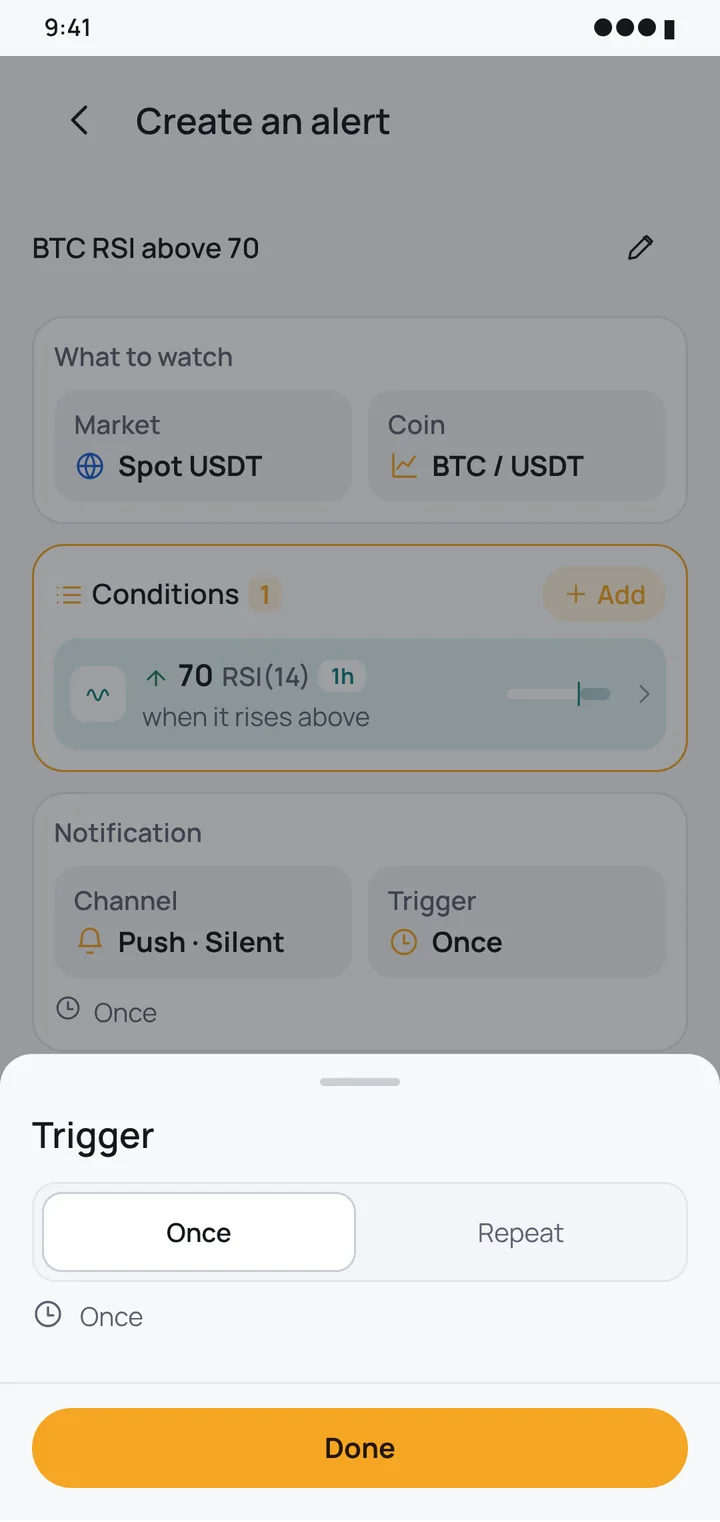 9:41
Create an alert
BTC RSI above 70
What to watch
Market
Spot USDT
Coin
BTC / USDT
Conditions 1
+ Add
70 RSI(14) 1h
when it rises above
Notification
Channel
Push · Silent
Trigger
Once
Once
Trigger
Once
Repeat
Once
Done